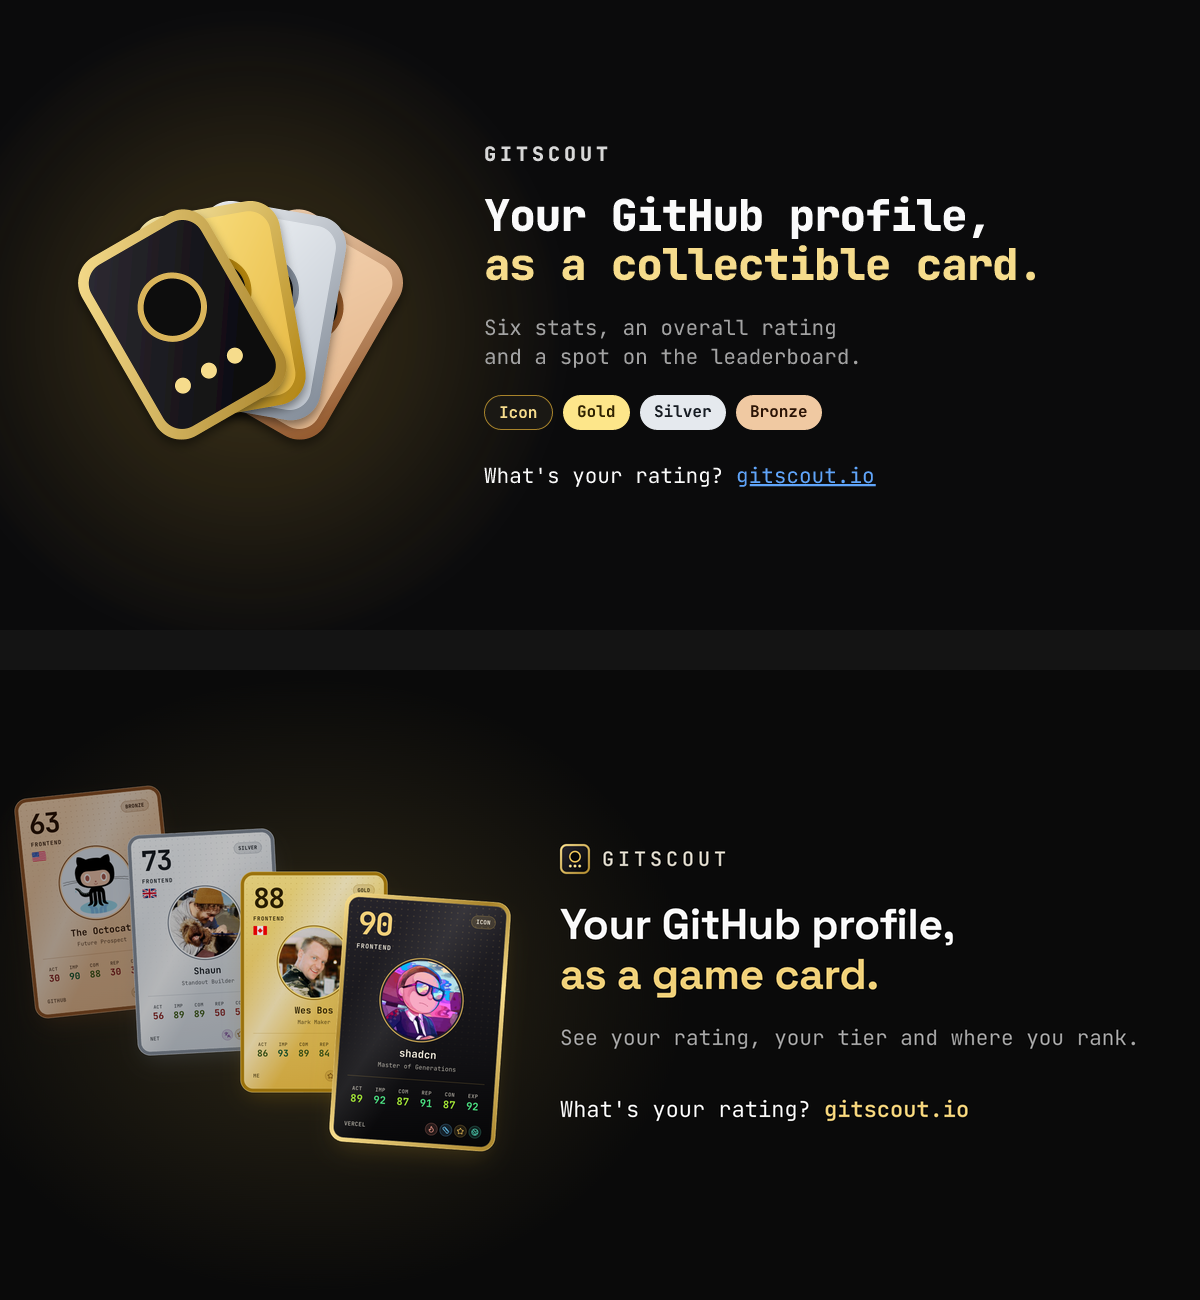 GITSCOUT
Your GitHub profile,
as a collectible card.
Six stats, an overall rating
and a spot on the leaderboard.
Icon Gold Silver Bronze
What's your rating? gitscout.io
63
BRONZE
FRONTEND
The Octocat
Future Prospect
ACT IMP COM REP
30 90 88 30
GITHUB
73
SILVER
FRONTEND
Shaun
Standout Builder
ACT IMP COM REP
56 89 89 50
NET
88
GOLD
FRONTEND
Wes Bos
Mark Maker
ACT IMP COM REP
86 93 89 84
ME
90
ICON
FRONTEND
shadcn
Master of Generations
ACT IMP COM REP CON EXP
89 92 87 91 87 92
VERCEL
GITSCOUT
Your GitHub profile,
as a game card.
See your rating, your tier and where you rank.
What's your rating? gitscout.io